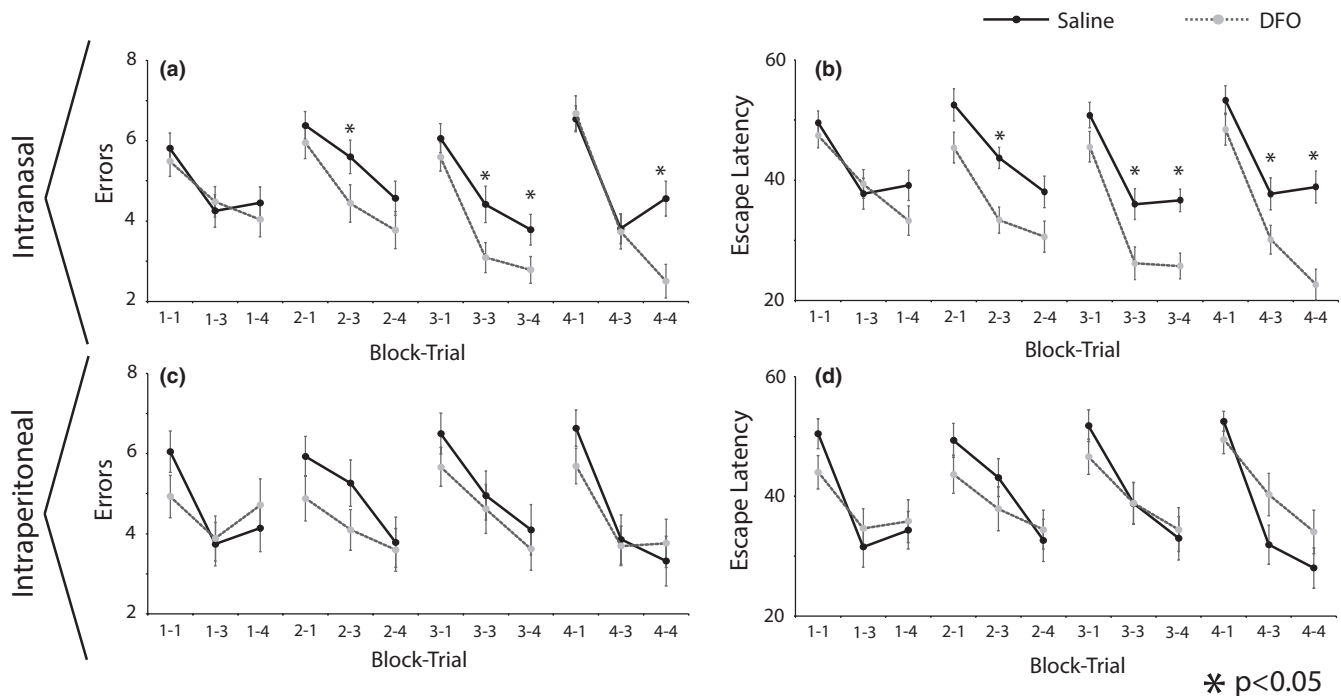 Saline DFO
Intranasal
(a)
Errors
8
6
4
2
* * * *
1-1 1-3 1-4 2-1 2-3 2-4 3-1 3-3 3-4 4-1 4-3 4-4
Block-Trial
(b)
Escape Latency
60
40
20
* * * * *
1-1 1-3 1-4 2-1 2-3 2-4 3-1 3-3 3-4 4-1 4-3 4-4
Block-Trial
Intraperitoneal
(c)
Errors
8
6
4
2
1-1 1-3 1-4 2-1 2-3 2-4 3-1 3-3 3-4 4-1 4-3 4-4
Block-Trial
(d)
Escape Latency
60
40
20
1-1 1-3 1-4 2-1 2-3 2-4 3-1 3-3 3-4 4-1 4-3 4-4
Block-Trial
* p<0.05